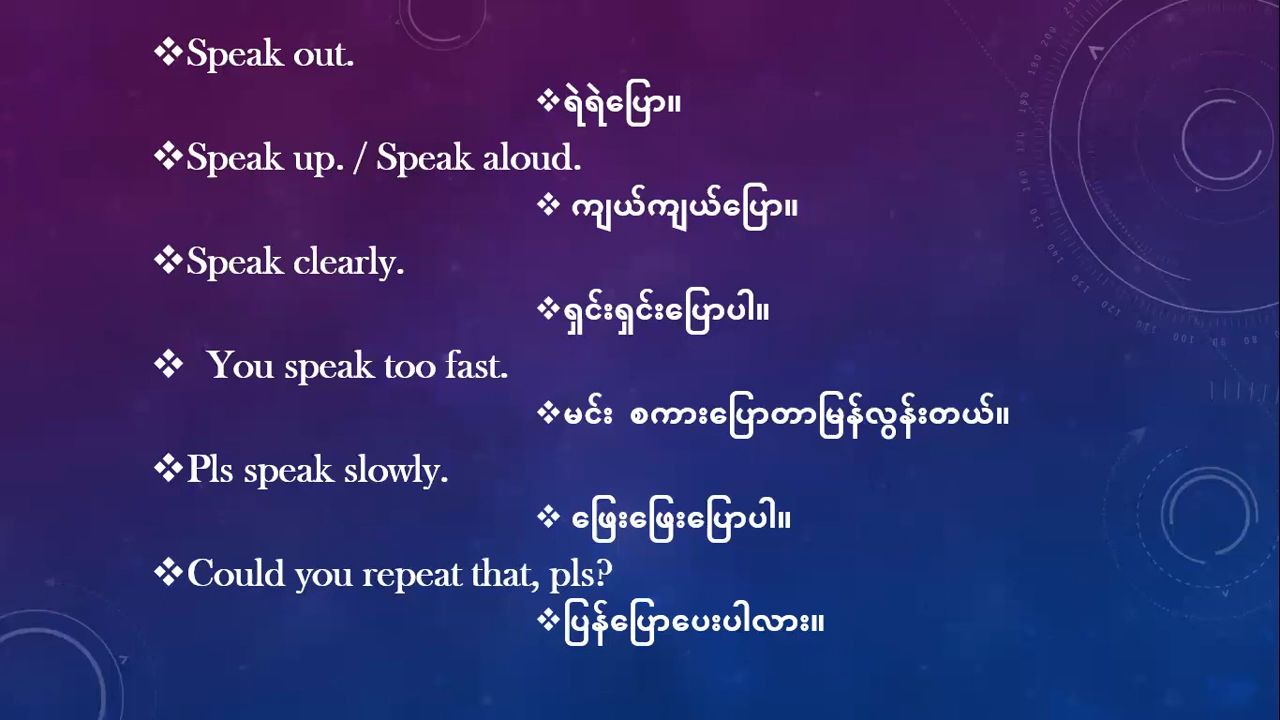 ❖Speak out.
❖ရဲရဲပြော။
❖Speak up. / Speak aloud.
❖ ကျယ်ကျယ်ပြော။
❖Speak clearly.
❖ရှင်းရှင်းပြောပါ။
❖ You speak too fast.
❖မင်း စကားပြောတာမြန်လွန်းတယ်။
❖Pls speak slowly.
❖ ဖြေးဖြေးပြောပါ။
❖Could you repeat that, pls?
❖ပြန်ပြောပေးပါလား။